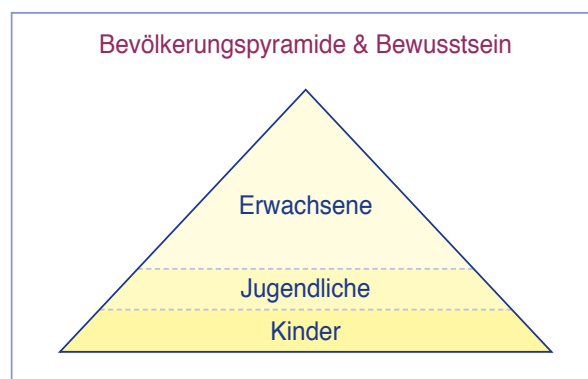 Bevölkerungspyramide & Bewusstsein
Erwachsene
Jugendliche
Kinder